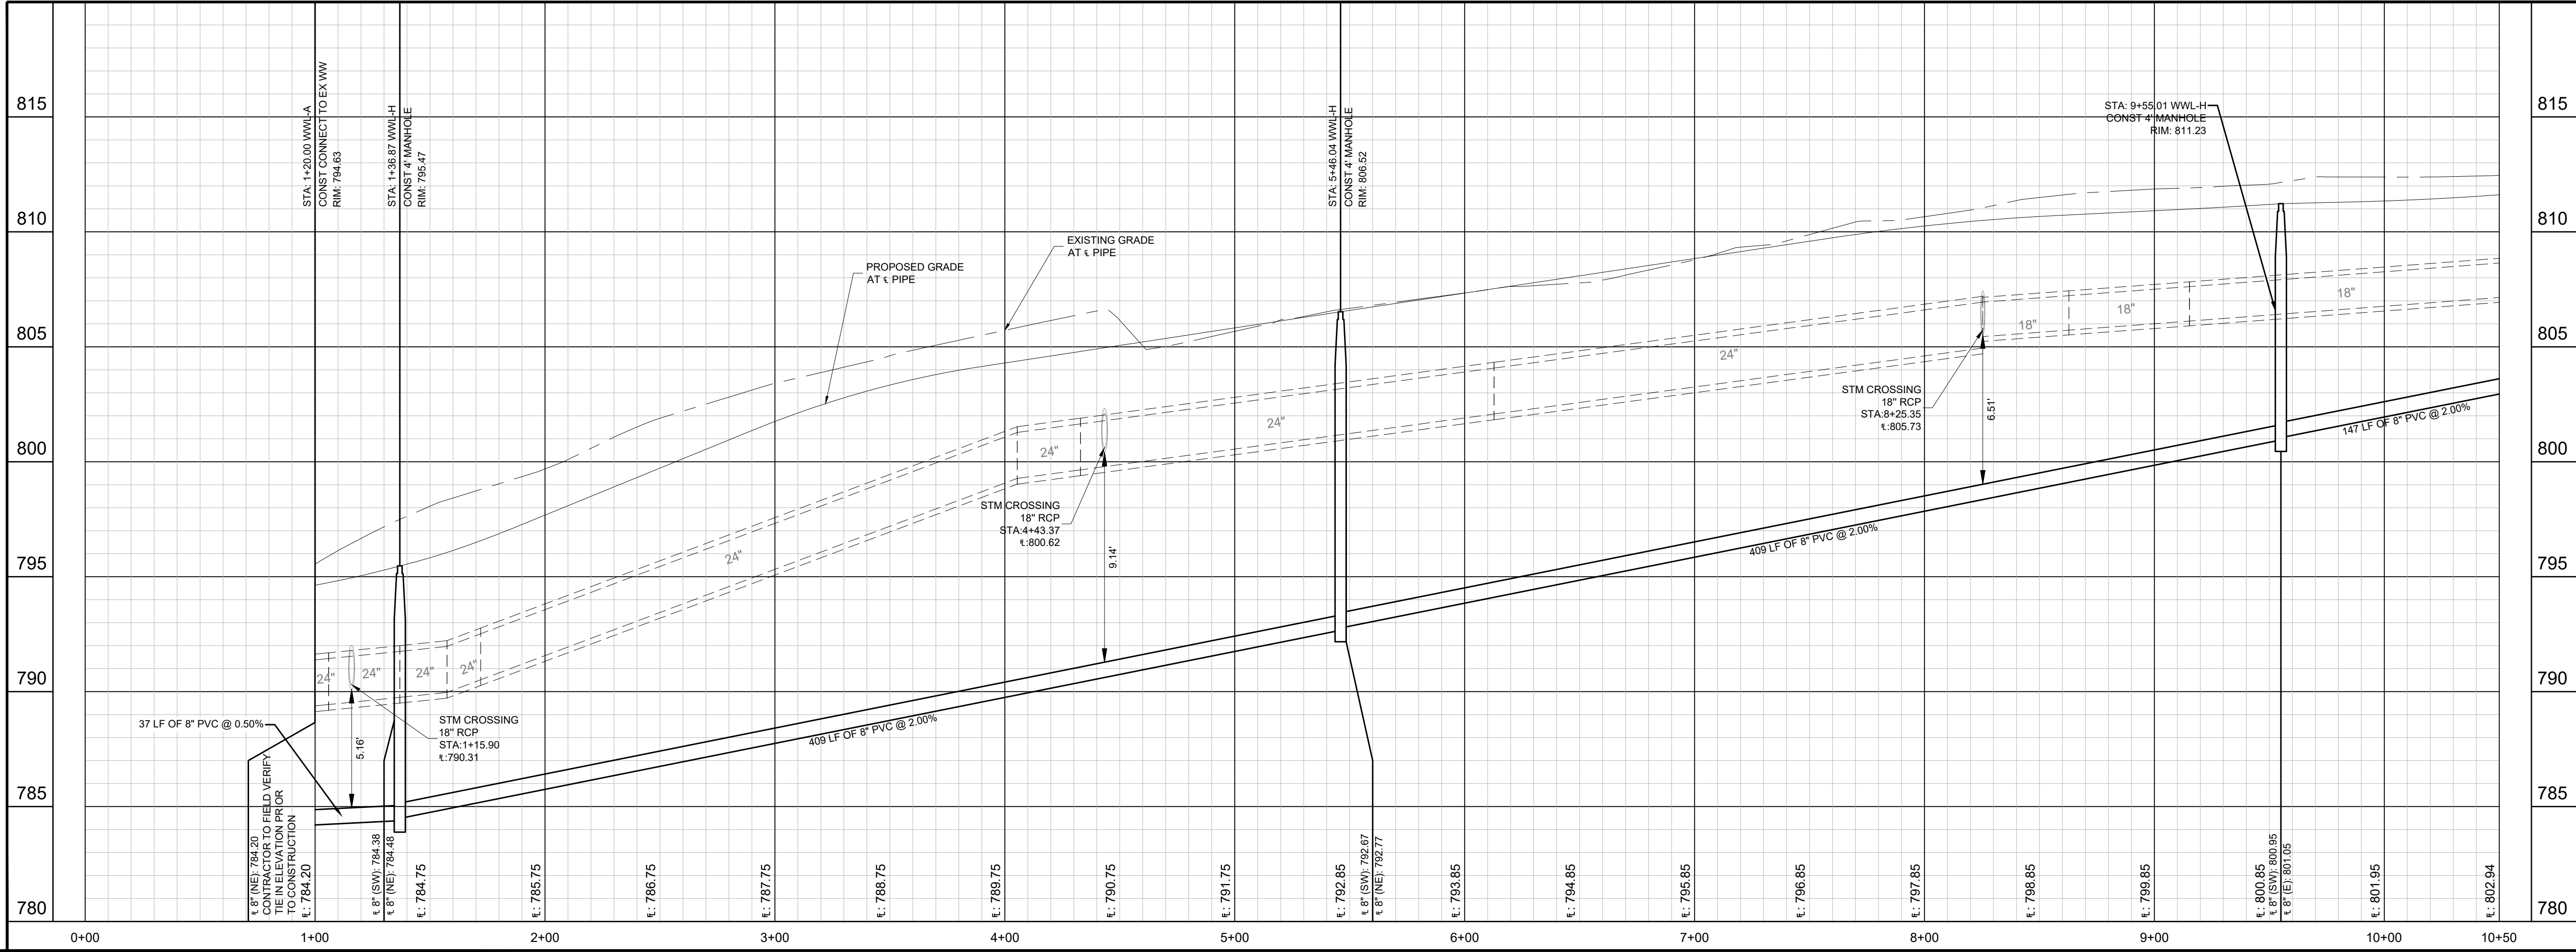 815
810
805
800
795
790
785
780
815
810
805
800
795
790
785
780
STA: 1+20.00 WWL-A
CONST CONNECT TO EX WW
RIM: 794.63
STA: 1+36.87 WWL-H
CONST 4' MANHOLE
RIM: 795.47
STA: 5+46.04 WWL-H
CONST 4' MANHOLE
RIM: 806.52
STA: 9+55.01 WWL-H
CONST 4' MANHOLE
RIM: 811.23
EXISTING GRADE
AT ℄ PIPE
PROPOSED GRADE
AT ℄ PIPE
24"
24"
24"
24"
24"
24"
24"
24"
18"
18"
18"
STM CROSSING
18" RCP
STA:8+25.35
℄:805.73
6.51'
STM CROSSING
18" RCP
STA:4+43.37
℄:800.62
9.14'
STM CROSSING
18" RCP
STA:1+15.90
℄:790.31
5.16'
37 LF OF 8" PVC @ 0.50%
409 LF OF 8" PVC @ 2.00%
409 LF OF 8" PVC @ 2.00%
147 LF OF 8" PVC @ 2.00%
℄ 8" (NE): 784.20
CONTRACTOR TO FIELD VERIFY
TIE IN ELEVATION PRIOR
TO CONSTRUCTION
℄: 784.20
℄ 8" (SW): 784.38
℄ 8" (NE): 784.48
℄: 784.75
℄: 785.75
℄: 786.75
℄: 787.75
℄: 788.75
℄: 789.75
℄: 790.75
℄: 791.75
℄: 792.85
℄ 8" (SW): 792.67
℄ 8" (NE): 792.77
℄: 793.85
℄: 794.85
℄: 795.85
℄: 796.85
℄: 797.85
℄: 798.85
℄: 799.85
℄: 800.85
℄ 8" (SW): 800.95
℄ 8" (E): 801.05
℄: 801.95
℄: 802.94
0+00
1+00
2+00
3+00
4+00
5+00
6+00
7+00
8+00
9+00
10+00
10+50